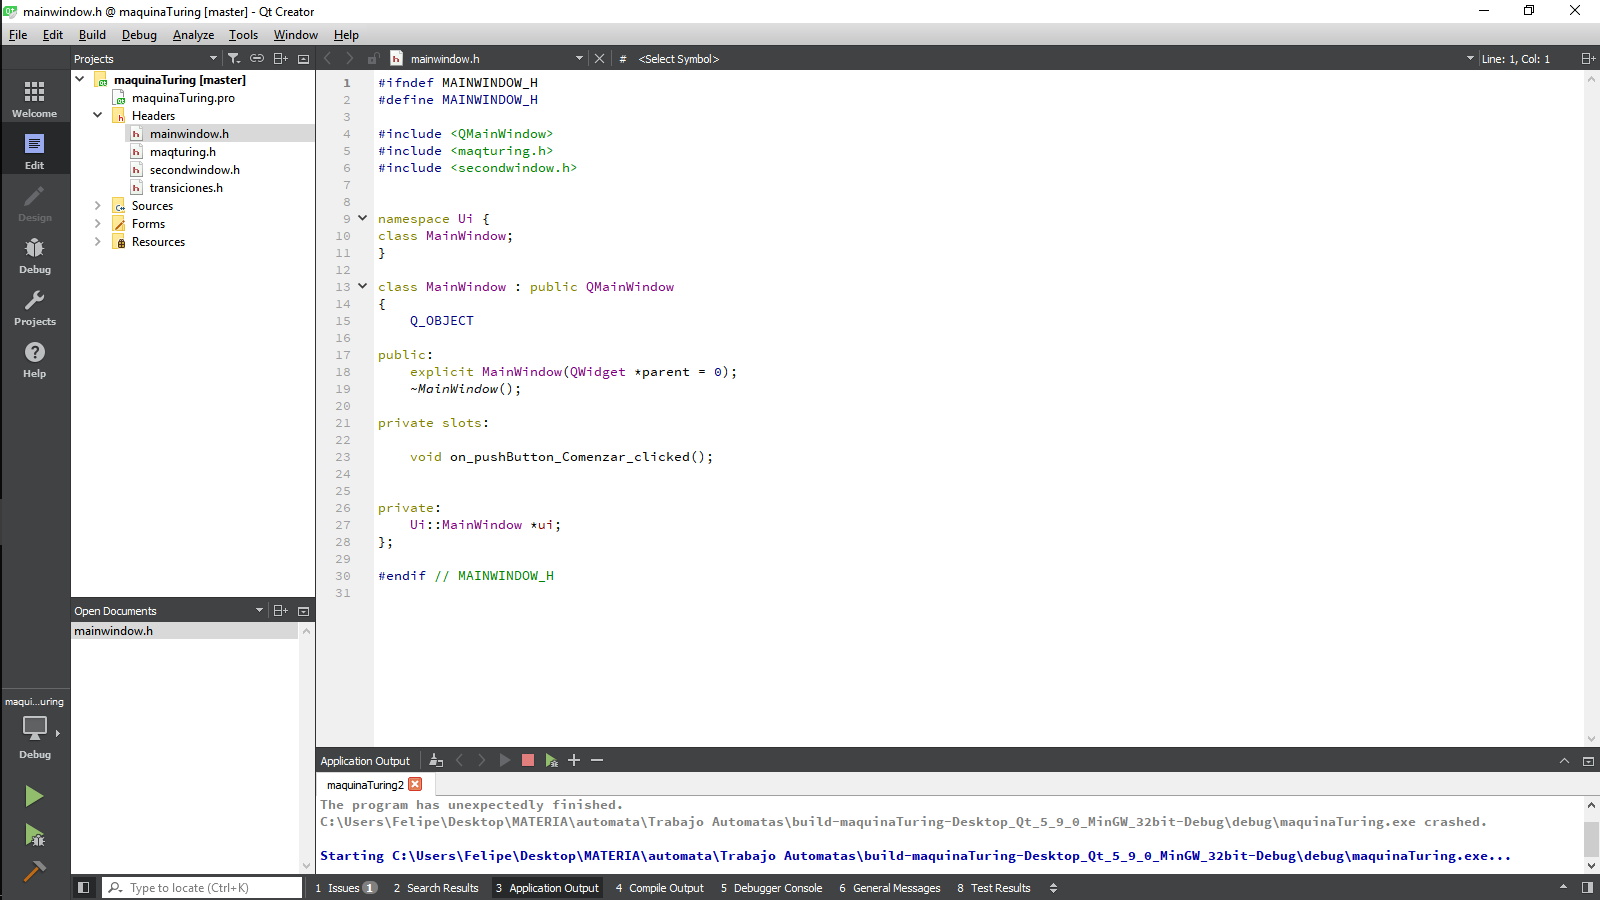 mainwindow.h @ maquinaTuring [master] - Qt Creator
File Edit Build Debug Analyze Tools Window Help
Projects
mainwindow.h
# <Select Symbol>
Line: 1, Col: 1
Welcome
Edit
Design
Debug
Projects
Help
maquinaTuring [master]
maquinaTuring.pro
Headers
mainwindow.h
maqturing.h
secondwindow.h
transiciones.h
Sources
Forms
Resources
1 #ifndef MAINWINDOW_H
2 #define MAINWINDOW_H
3
4 #include <QMainWindow>
5 #include <maqturing.h>
6 #include <secondwindow.h>
7
8
9 namespace Ui {
10 class MainWindow;
11 }
12
13 class MainWindow : public QMainWindow
14 {
15     Q_OBJECT
16
17 public:
18     explicit MainWindow(QWidget *parent = 0);
19     ~MainWindow();
20
21 private slots:
22
23     void on_pushButton_Comenzar_clicked();
24
25
26 private:
27     Ui::MainWindow *ui;
28 };
29
30 #endif // MAINWINDOW_H
31
Open Documents
mainwindow.h
maqui...uring
Debug
Application Output
maquinaTuring2
The program has unexpectedly finished.
C:\Users\Felipe\Desktop\MATERIA\automata\Trabajo Automatas\build-maquinaTuring-Desktop_Qt_5_9_0_MinGW_32bit-Debug\debug\maquinaTuring.exe crashed.
Starting C:\Users\Felipe\Desktop\MATERIA\automata\Trabajo Automatas\build-maquinaTuring-Desktop_Qt_5_9_0_MinGW_32bit-Debug\debug\maquinaTuring.exe...
Type to locate (Ctrl+K)
1 Issues 1 2 Search Results 3 Application Output 4 Compile Output 5 Debugger Console 6 General Messages 8 Test Results